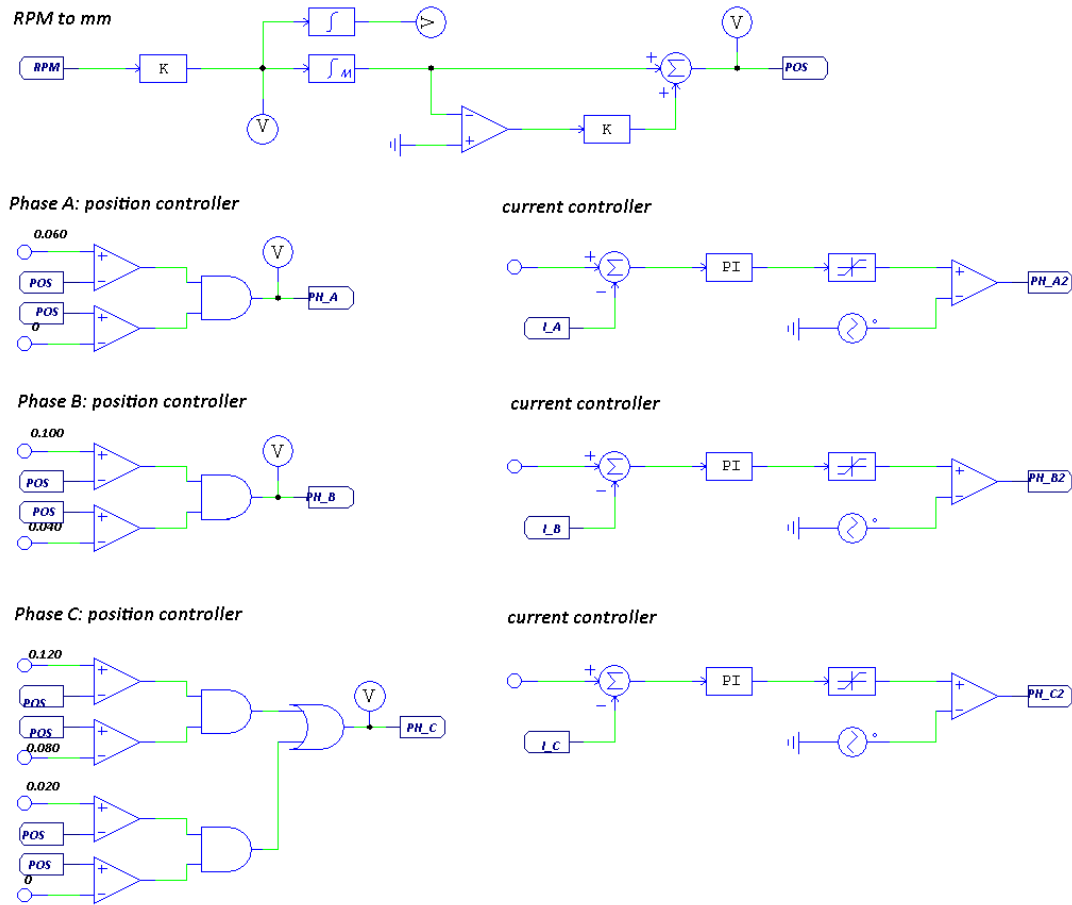 RPM to mm
RPM
K
∫
V
∫M
V
−
+
K
+
+
Σ
V
POS
Phase A: position controller
0.060
POS
POS
0
+
−
+
−
V
PH_A
current controller
+
−
Σ
I_A
PI
+
−
PH_A2
Phase B: position controller
0.100
POS
POS
0.040
+
−
+
−
V
PH_B
current controller
+
−
Σ
I_B
PI
+
−
PH_B2
Phase C: position controller
0.120
POS
POS
0.080
+
−
+
−
0.020
POS
POS
0
+
−
+
−
V
PH_C
current controller
+
−
Σ
I_C
PI
+
−
PH_C2